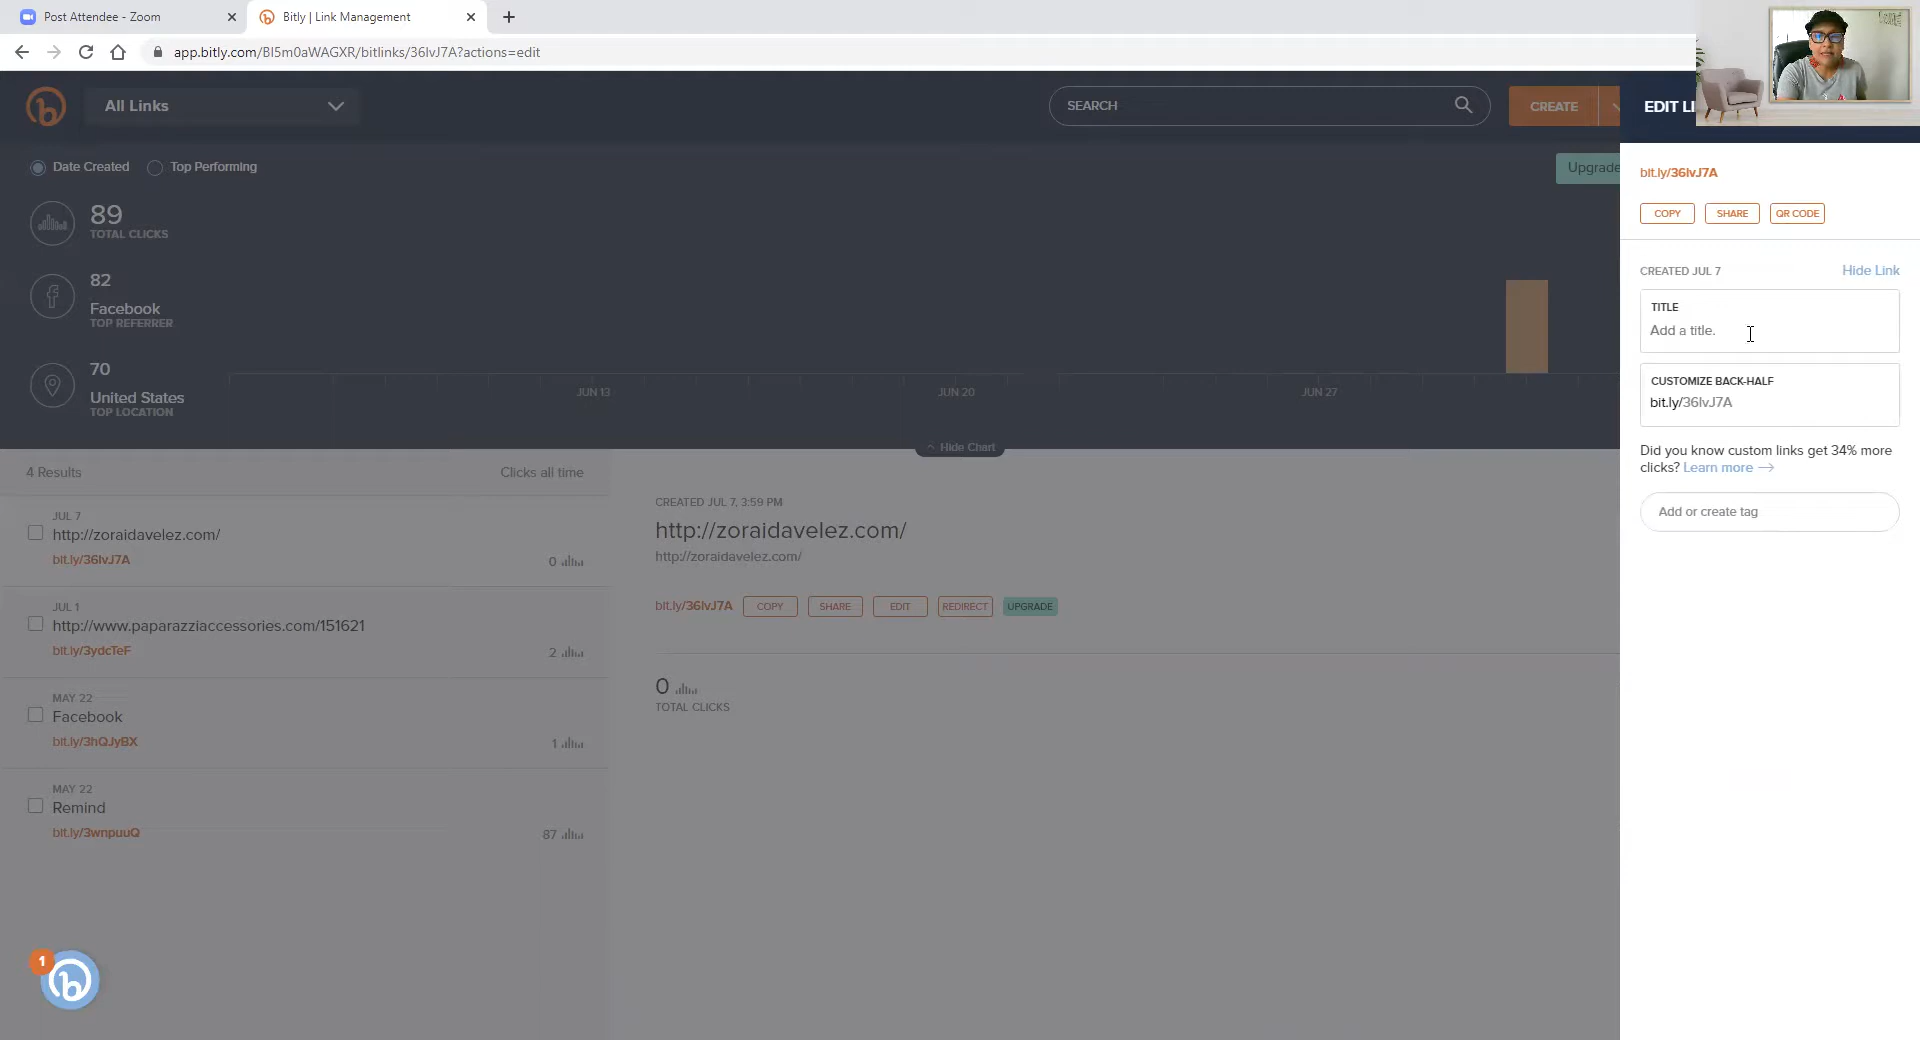 Post Attendee - Zoom
Bitly | Link Management
app.bitly.com/BI5m0aWAGXR/bitlinks/36lvJ7A?actions=edit
All Links
SEARCH
CREATE
EDIT LI
Date Created
Top Performing
Upgrade
89
TOTAL CLICKS
82
Facebook
TOP REFERRER
70
United States
TOP LOCATION
JUN 13
JUN 20
JUN 27
Hide Chart
4 Results
Clicks all time
JUL 7
http://zoraidavelez.com/
bit.ly/36lvJ7A
0
JUL 1
http://www.paparazziaccessories.com/151621
bit.ly/3ydcTeF
2
MAY 22
Facebook
bit.ly/3hQJyBX
1
MAY 22
Remind
bit.ly/3wnpuuQ
87
1
CREATED JUL 7, 3:59 PM
http://zoraidavelez.com/
http://zoraidavelez.com/
bit.ly/36lvJ7A
COPY
SHARE
EDIT
REDIRECT
UPGRADE
0
TOTAL CLICKS
bit.ly/36lvJ7A
COPY
SHARE
QR CODE
CREATED JUL 7
Hide Link
TITLE
Add a title.
CUSTOMIZE BACK-HALF
bit.ly/36lvJ7A
Did you know custom links get 34% more
clicks? Learn more
Add or create tag